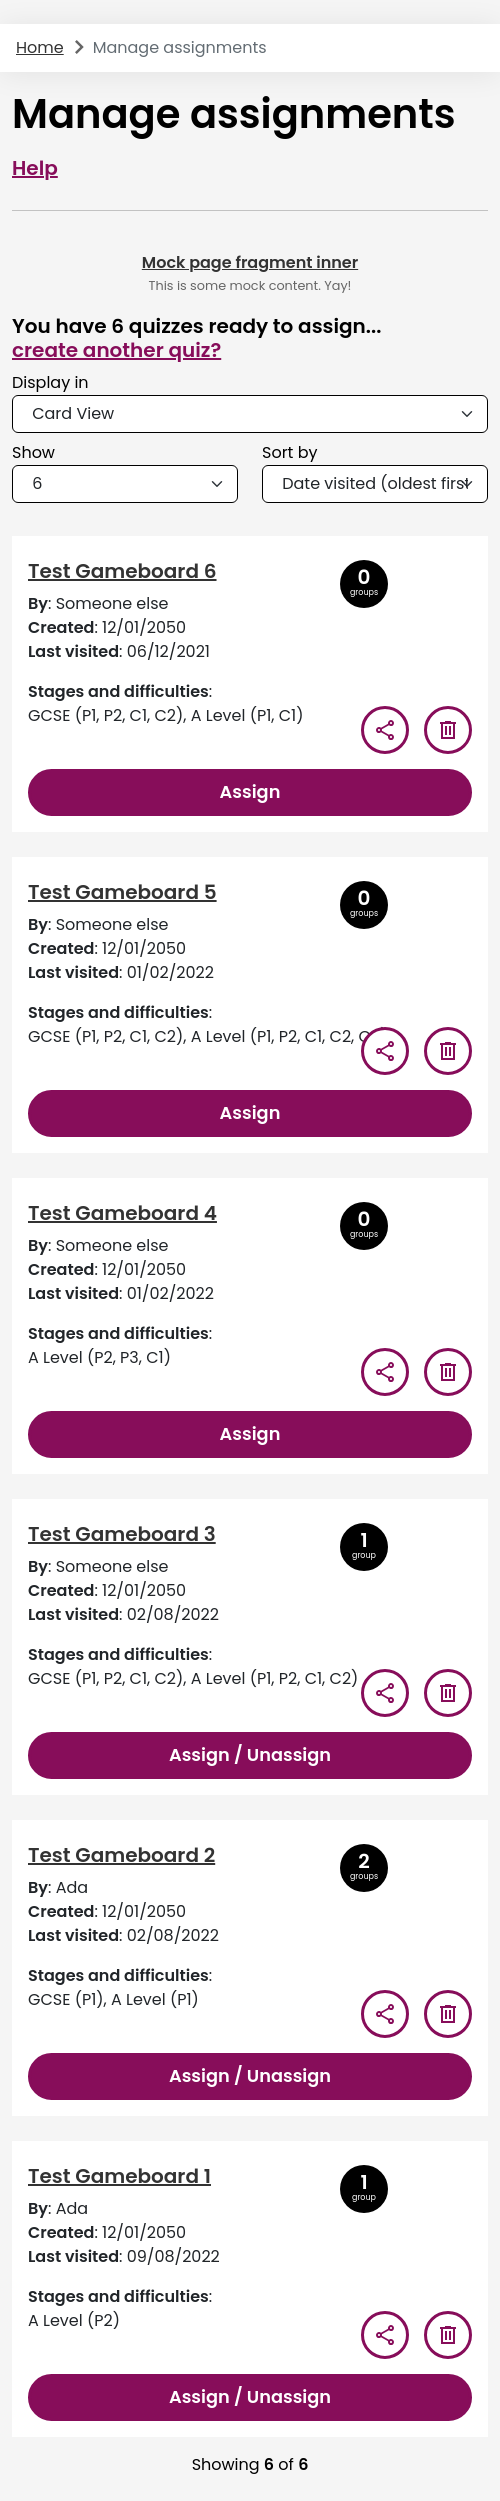 Home Manage assignments
Manage assignments
Help
Mock page fragment inner
This is some mock content. Yay!
You have 6 quizzes ready to assign...
create another quiz?
Display in
Card View
Show Sort by
6 Date visited (oldest first
Test Gameboard 6
0
groups
By: Someone else
Created: 12/01/2050
Last visited: 06/12/2021
Stages and difficulties:
GCSE (P1, P2, C1, C2), A Level (P1, C1)
Assign
Test Gameboard 5
0
groups
By: Someone else
Created: 12/01/2050
Last visited: 01/02/2022
Stages and difficulties:
GCSE (P1, P2, C1, C2), A Level (P1, P2, C1, C2,
Assign
Test Gameboard 4
0
groups
By: Someone else
Created: 12/01/2050
Last visited: 01/02/2022
Stages and difficulties:
A Level (P2, P3, C1)
Assign
Test Gameboard 3
1
group
By: Someone else
Created: 12/01/2050
Last visited: 02/08/2022
Stages and difficulties:
GCSE (P1, P2, C1, C2), A Level (P1, P2, C1, C2)
Assign / Unassign
Test Gameboard 2
2
groups
By: Ada
Created: 12/01/2050
Last visited: 02/08/2022
Stages and difficulties:
GCSE (P1), A Level (P1)
Assign / Unassign
Test Gameboard 1
1
group
By: Ada
Created: 12/01/2050
Last visited: 09/08/2022
Stages and difficulties:
A Level (P2)
Assign / Unassign
Showing 6 of 6